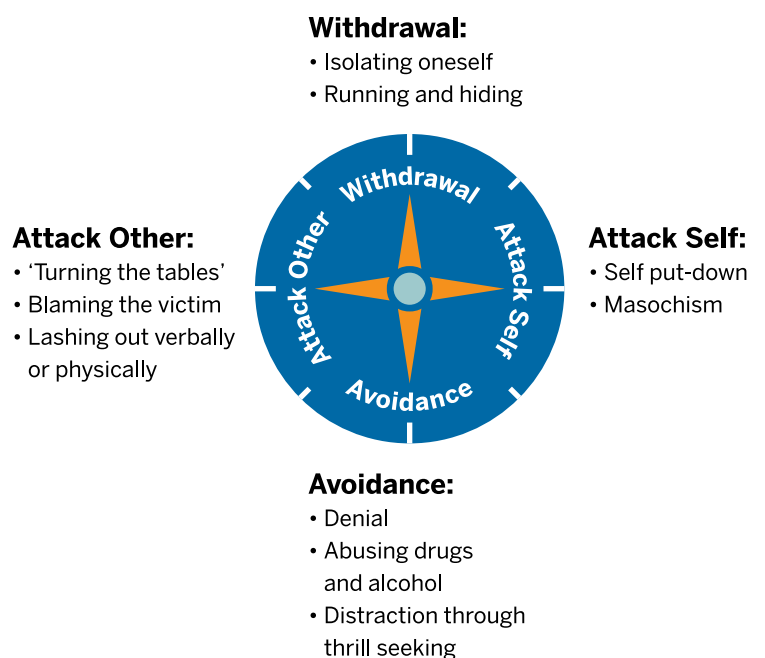 Withdrawal:
• Isolating oneself
• Running and hiding
Attack Other:
• ‘Turning the tables’
• Blaming the victim
• Lashing out verbally
or physically
Withdrawal
Attack Other
Attack Self
Avoidance
Attack Self:
• Self put-down
• Masochism
Avoidance:
• Denial
• Abusing drugs
and alcohol
• Distraction through
thrill seeking